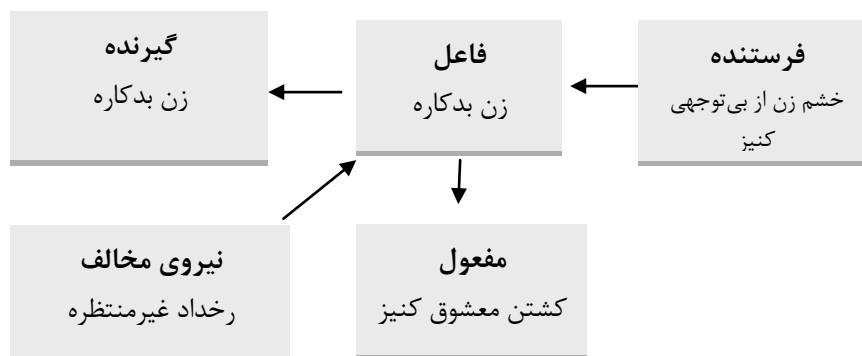 فرستنده
خشم زن از بی‌توجهی
کنیز
فاعل
زن بدکاره
گیرنده
زن بدکاره
مفعول
کشتن معشوق کنیز
نیروی مخالف
رخداد غیرمنتظره